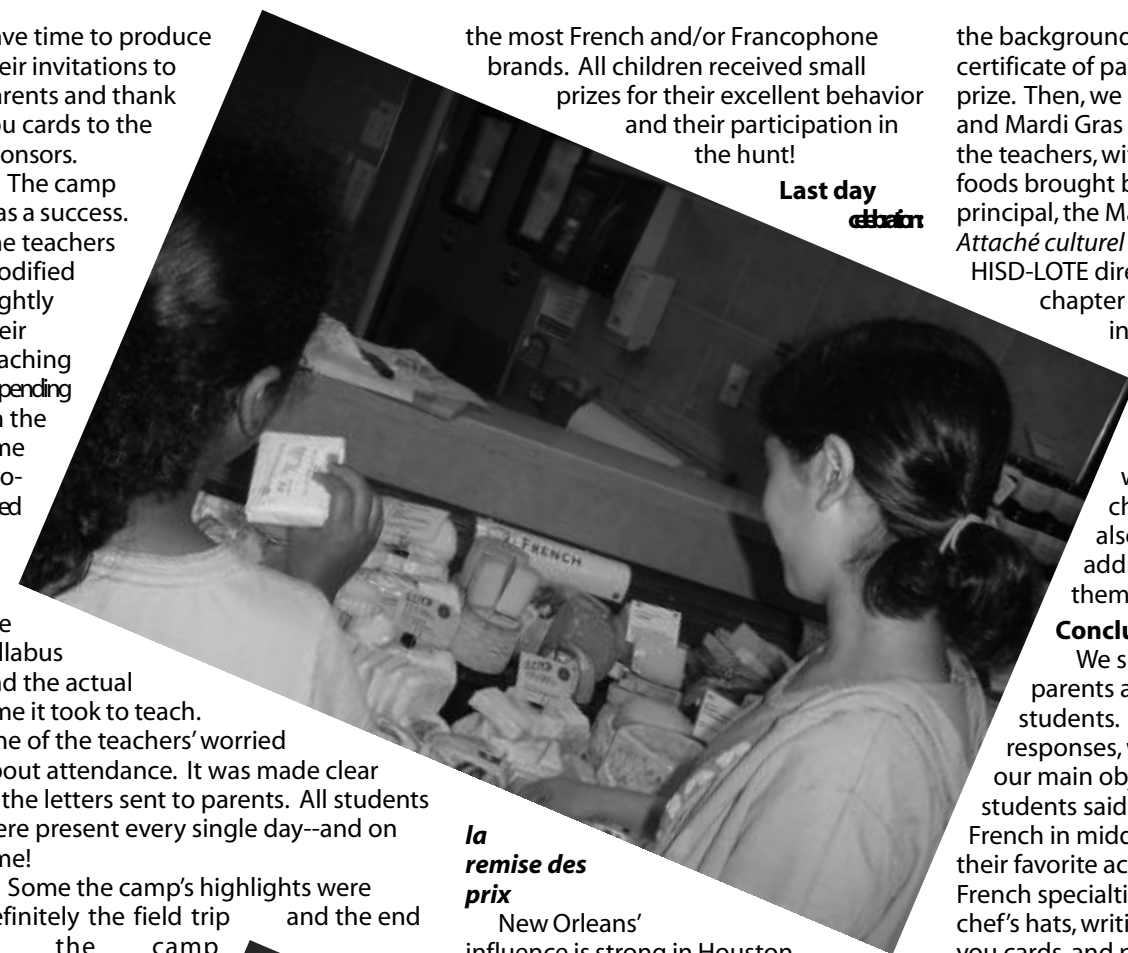 ave time to produce
eir invitations to
arents and thank
ou cards to the
onsors.
The camp
as a success.
he teachers
odified
ghtly
eir
aching
pending
n the
me
o-
ed
e
llabus
nd the actual
me it took to teach.
ne of the teachers' worried
bout attendance. It was made clear
the letters sent to parents. All students
ere present every single day--and on
me!
Some the camp's highlights were
efinitely the field trip and the end
the camp
the most French and/or Francophone
brands. All children received small
prizes for their excellent behavior
and their participation in
the hunt!
Last day
celebration:
FRENCH
la
remise des
prix
New Orleans'
influence is strong in Houston
the background
certificate of pa
prize. Then, we
and Mardi Gras
the teachers, wit
foods brought b
principal, the Ma
Attaché culturel
HISD-LOTE dire
chapter
in
w
ch
also
addi
them
Conclu
We s
parents a
students.
responses, w
our main obj
students said
French in midd
their favorite ac
French specialti
chef's hats, writi
you cards, and